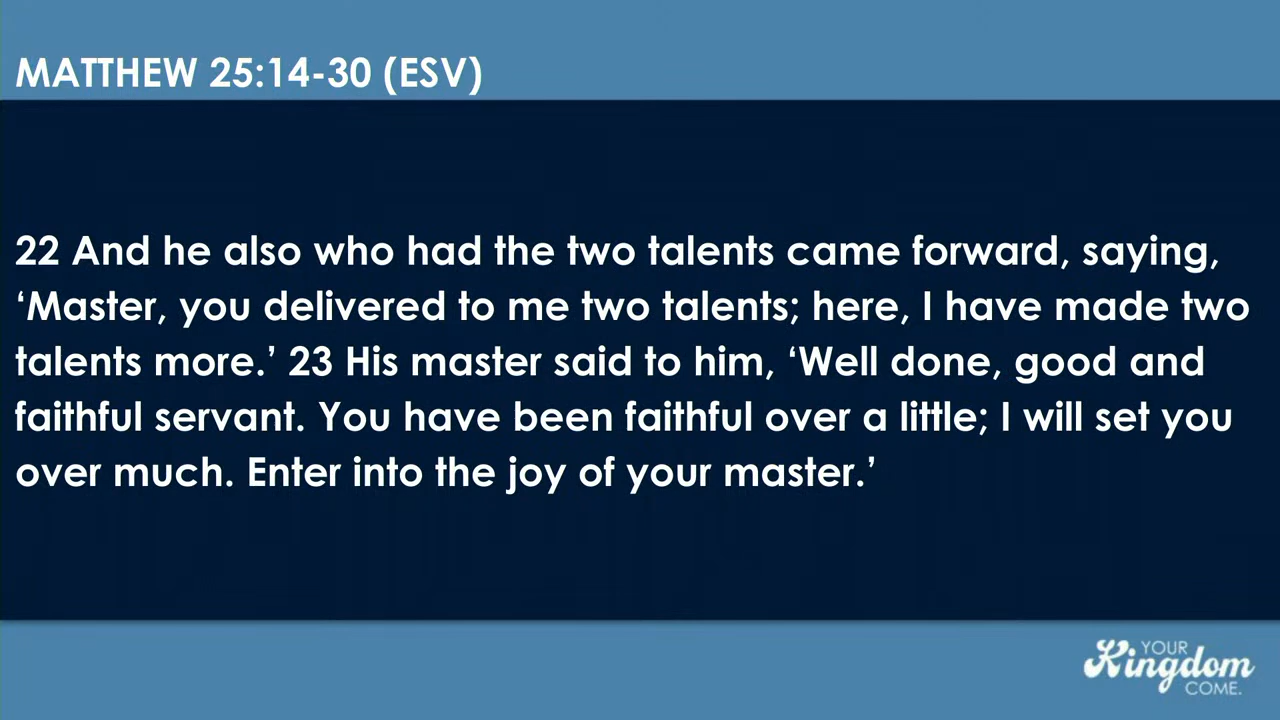 MATTHEW 25:14-30 (ESV)
22 And he also who had the two talents came forward, saying,
‘Master, you delivered to me two talents; here, I have made two
talents more.’ 23 His master said to him, ‘Well done, good and
faithful servant. You have been faithful over a little; I will set you
over much. Enter into the joy of your master.’
YOUR
Kingdom
COME.